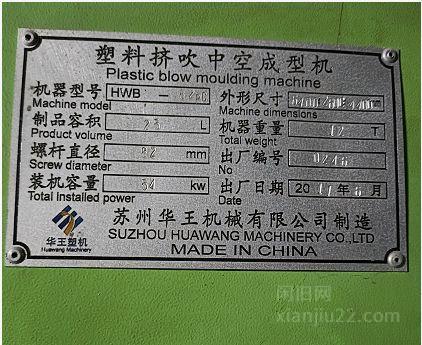 塑料挤吹中空成型机
Plastic blow moulding machine
机器型号 HWB -
Machine model
外形尺寸
Machine dimensions
制品容积 L
Product volume
机器重量 12 T
Total weight
螺杆直径 82 mm
Screw diameter
出厂编号
No
装机容量 54 kw
Total Installed power
出厂日期 20 年6月
Date
华王塑机
Huawang Machinery
苏州华王机械有限公司制造
SUZHOU HUAWANG MACHINERY CO.,LTD
MADE IN CHINA
闲旧网
xianjiu22.com